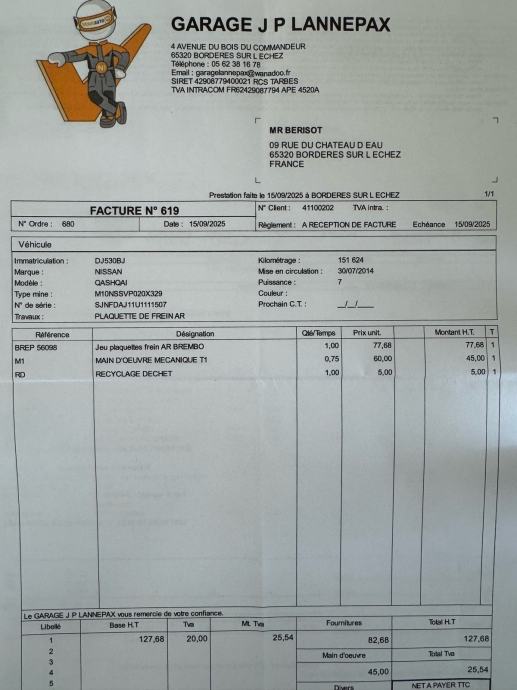 GARAGE J P LANNEPAX
4 AVENUE DU BOIS DU COMMANDEUR
65320 BORDERES SUR L ECHEZ
Téléphone : 05 62 38 16 78
Email : garagelannepax@wanadoo.fr
SIRET 42908779400021 RCS TARBES
TVA INTRACOM FR62429087794 APE 4520A
MR BERISOT
09 RUE DU CHATEAU D EAU
65320 BORDERES SUR L ECHEZ
FRANCE
Prestation faite le 15/09/2025 à BORDERES SUR L ECHEZ 1/1
FACTURE N° 619
N° Client : 41100202 TVA intra. :
N° Ordre : 680 Date : 15/09/2025
Règlement : A RECEPTION DE FACTURE Echéance 15/09/2025
Véhicule
Immatriculation : DJ530BJ Kilométrage : 151 624
Marque : NISSAN Mise en circulation : 30/07/2014
Modèle : QASHQAI Puissance : 7
Type mine : M10NSSVP020X329 Couleur :
N° de série : SJNFDAJ11U1111507 Prochain C.T. : __/__/____
Travaux : PLAQUETTE DE FREIN AR
Référence Désignation Qté/Temps Prix unit. Montant H.T. T
BREP 56098 Jeu plaquettes frein AR BREMBO 1,00 77,68 77,68 1
M1 MAIN D'OEUVRE MECANIQUE T1 0,75 60,00 45,00 1
RD RECYCLAGE DECHET 1,00 5,00 5,00 1
Le GARAGE J P LANNEPAX vous remercie de votre confiance.
Libellé Base H.T Tva Mt. Tva Fournitures Total H.T
1 127,68 20,00 25,54 82,68 127,68
2 Main d'oeuvre Total Tva
3
4 45,00 25,54
5 Divers NET A PAYER TTC